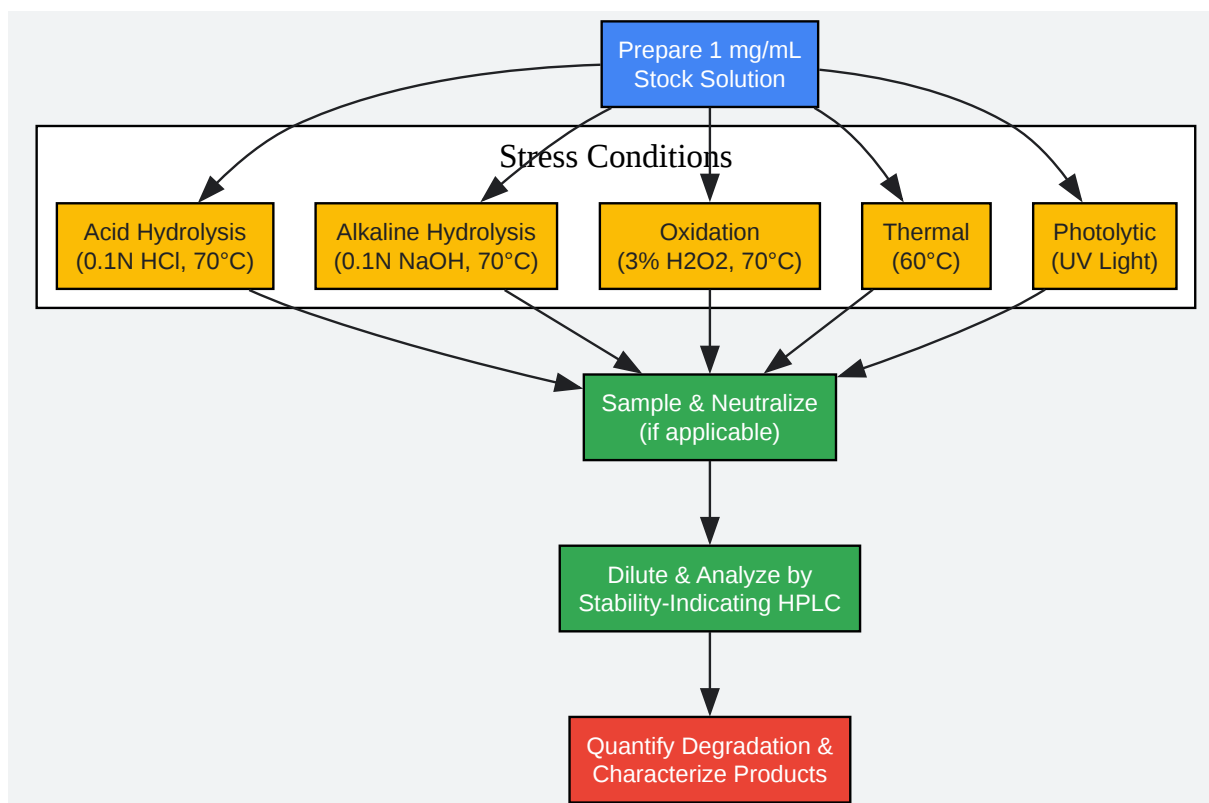 Prepare 1 mg/mL
Stock Solution
Stress Conditions
Acid Hydrolysis
(0.1N HCl, 70°C)
Alkaline Hydrolysis
(0.1N NaOH, 70°C)
Oxidation
(3% H2O2, 70°C)
Thermal
(60°C)
Photolytic
(UV Light)
Sample & Neutralize
(if applicable)
Dilute & Analyze by
Stability-Indicating HPLC
Quantify Degradation &
Characterize Products